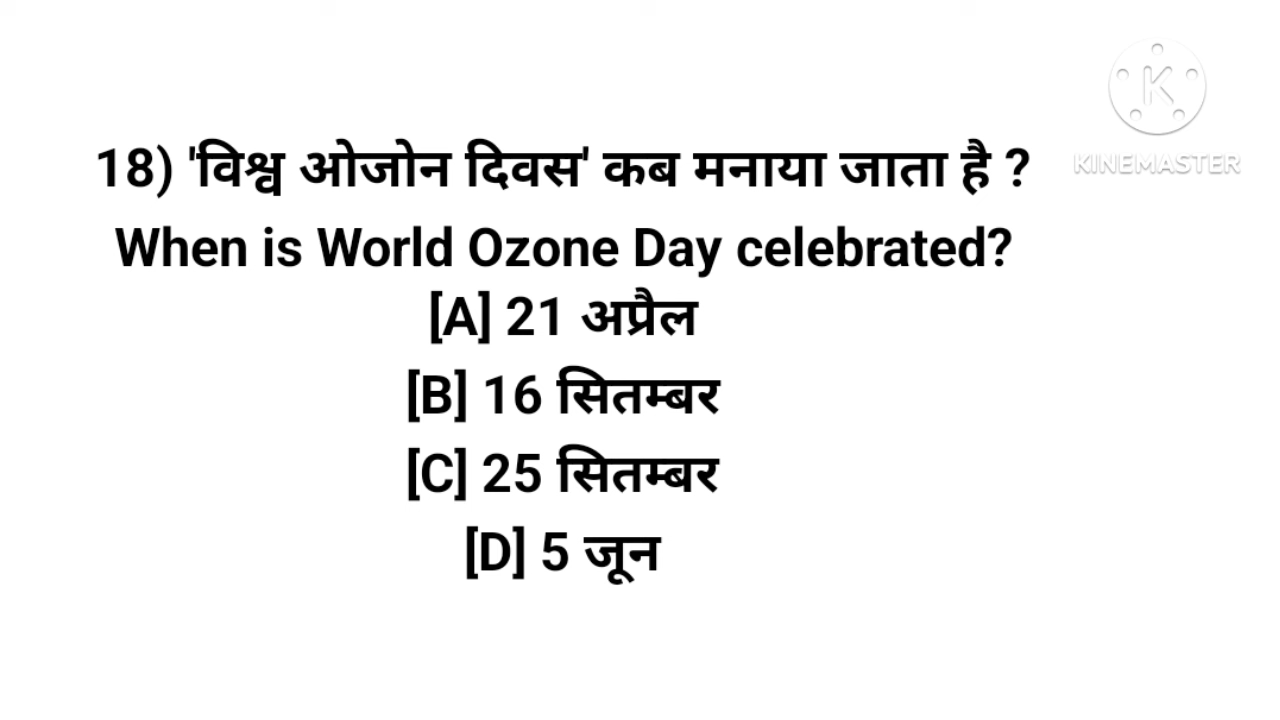 18) 'विश्व ओजोन दिवस' कब मनाया जाता है ?
KINEMASTER
When is World Ozone Day celebrated?
[A] 21 अप्रैल
[B] 16 सितम्बर
[C] 25 सितम्बर
[D] 5 जून